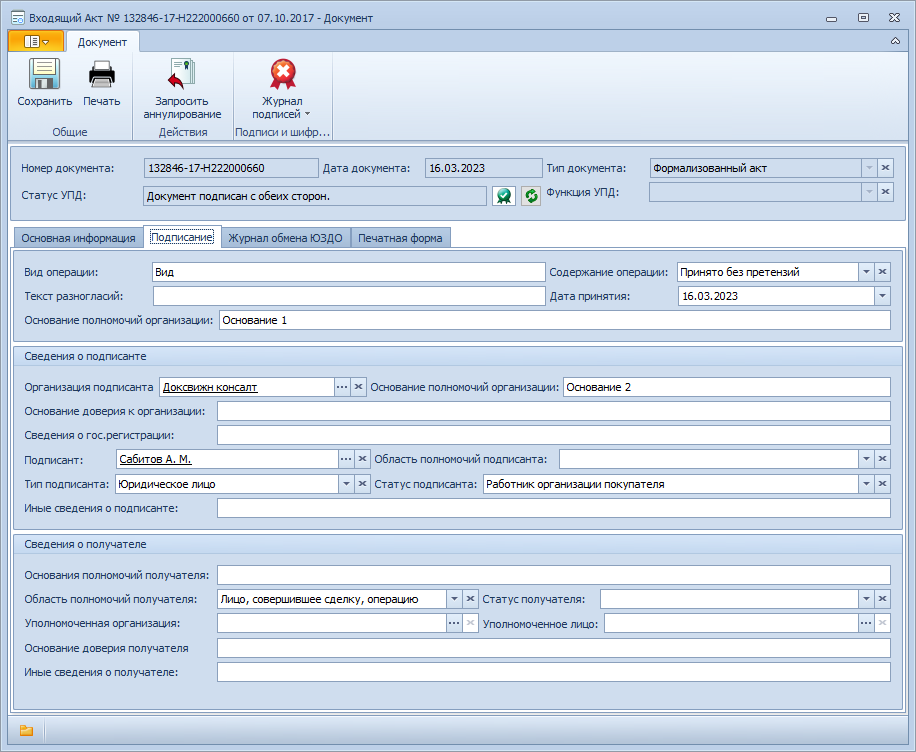 Входящий Акт № 132846-17-Н222000660 от 07.10.2017 - Документ
Документ
Сохранить Печать Запросить аннулирование Журнал подписей
Общие Действия Подписи и шифр...
Номер документа: 132846-17-Н222000660 Дата документа: 16.03.2023 Тип документа: Формализованный акт
Статус УПД: Документ подписан с обеих сторон. Функция УПД:
Основная информация Подписание Журнал обмена ЮЗДО Печатная форма
Вид операции: Вид Содержание операции: Принято без претензий
Текст разногласий: Дата принятия: 16.03.2023
Основание полномочий организации: Основание 1
Сведения о подписанте
Организация подписанта Доксвижн консалт Основание полномочий организации: Основание 2
Основание доверия к организации:
Сведения о гос.регистрации:
Подписант: Сабитов А. М. Область полномочий подписанта:
Тип подписанта: Юридическое лицо Статус подписанта: Работник организации покупателя
Иные сведения о подписанте:
Сведения о получателе
Основания полномочий получателя:
Область полномочий получателя: Лицо, совершившее сделку, операцию Статус получателя:
Уполномоченная организация: Уполномоченное лицо:
Основание доверия получателя
Иные сведения о получателе: